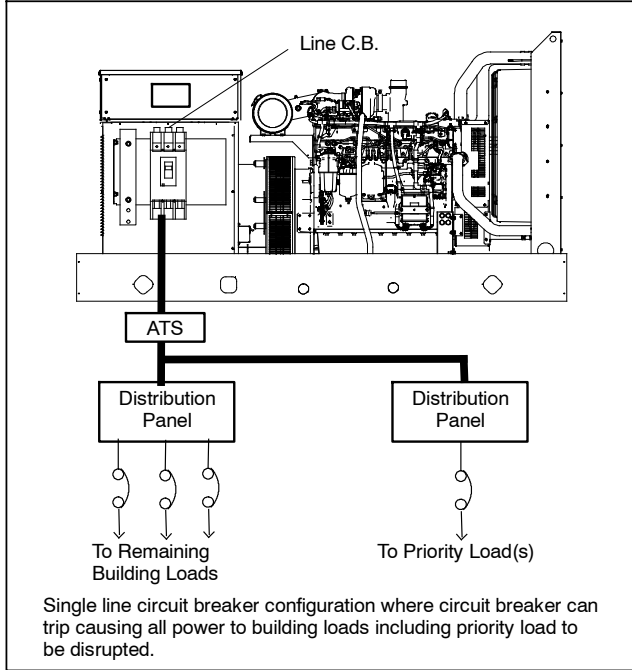 Line C.B.
ATS
Distribution
Panel
Distribution
Panel
To Remaining
Building Loads
To Priority Load(s)
Single line circuit breaker configuration where circuit breaker can
trip causing all power to building loads including priority load to
be disrupted.